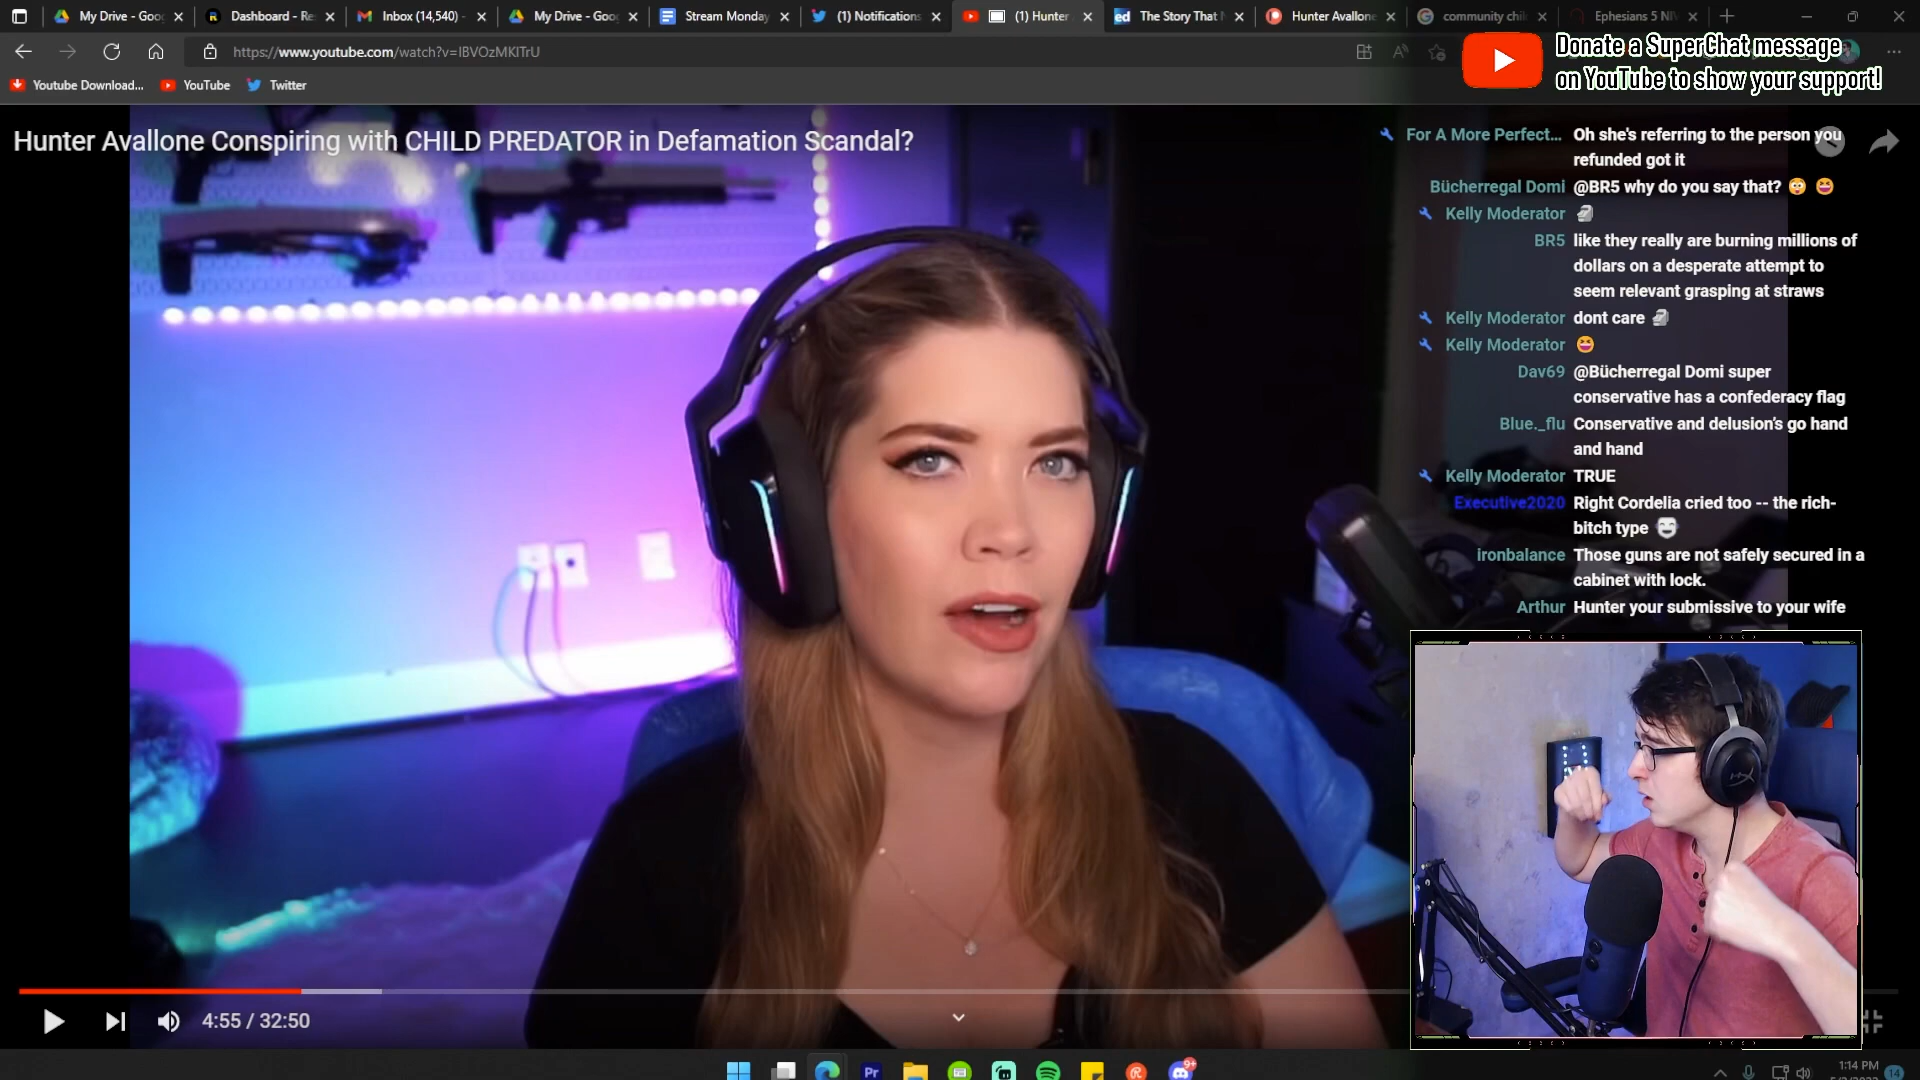 My Drive - Goo
Dashboard - Re
Inbox (14,540) -
My Drive - Goo
Stream Monday
(1) Notifications
(1) Hunter
The Story That
Hunter Avallone
community chil
Ephesians 5 NI
https://www.youtube.com/watch?v=IBVOzMKITrU
Donate a SuperChat message
on YouTube to show your support!
Youtube Download...
YouTube
Twitter
Hunter Avallone Conspiring with CHILD PREDATOR in Defamation Scandal?
For A More Perfect... Oh she's referring to the person you
refunded got it
Bücherregal Domi @BR5 why do you say that?
Kelly Moderator
BR5 like they really are burning millions of
dollars on a desperate attempt to
seem relevant grasping at straws
Kelly Moderator dont care
Kelly Moderator
Dav69 @Bücherregal Domi super
conservative has a confederacy flag
Blue._flu Conservative and delusion's go hand
and hand
Kelly Moderator TRUE
Executive2020 Right Cordelia cried too -- the rich-
bitch type
ironbalance Those guns are not safely secured in a
cabinet with lock.
Arthur Hunter your submissive to your wife
4:55 / 32:50
Pr
9+
1:14 PM
14